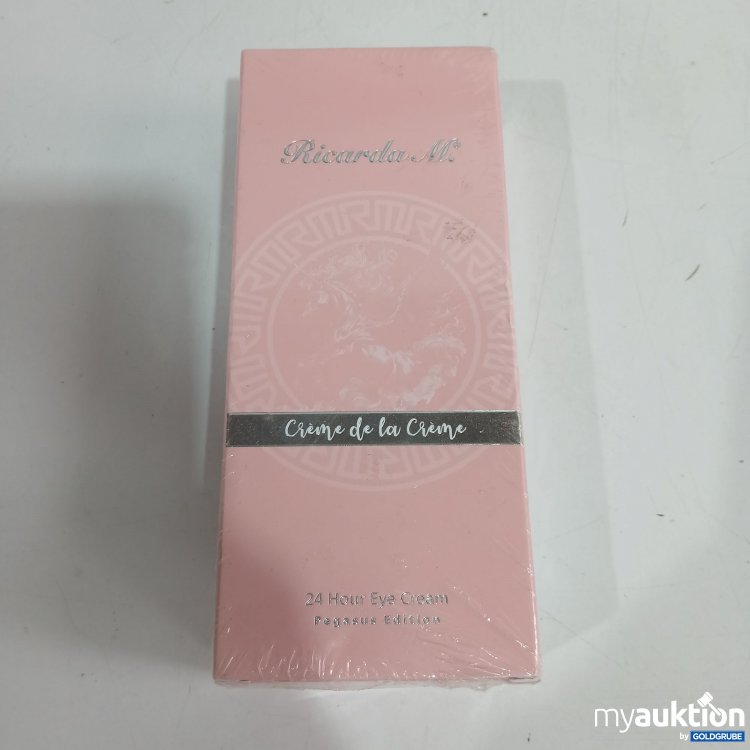 Ricarda M.
Crème de la Crème
24 Hour Eye Cream
Pegasus Edition
myauktion
by GOLDGRUBE